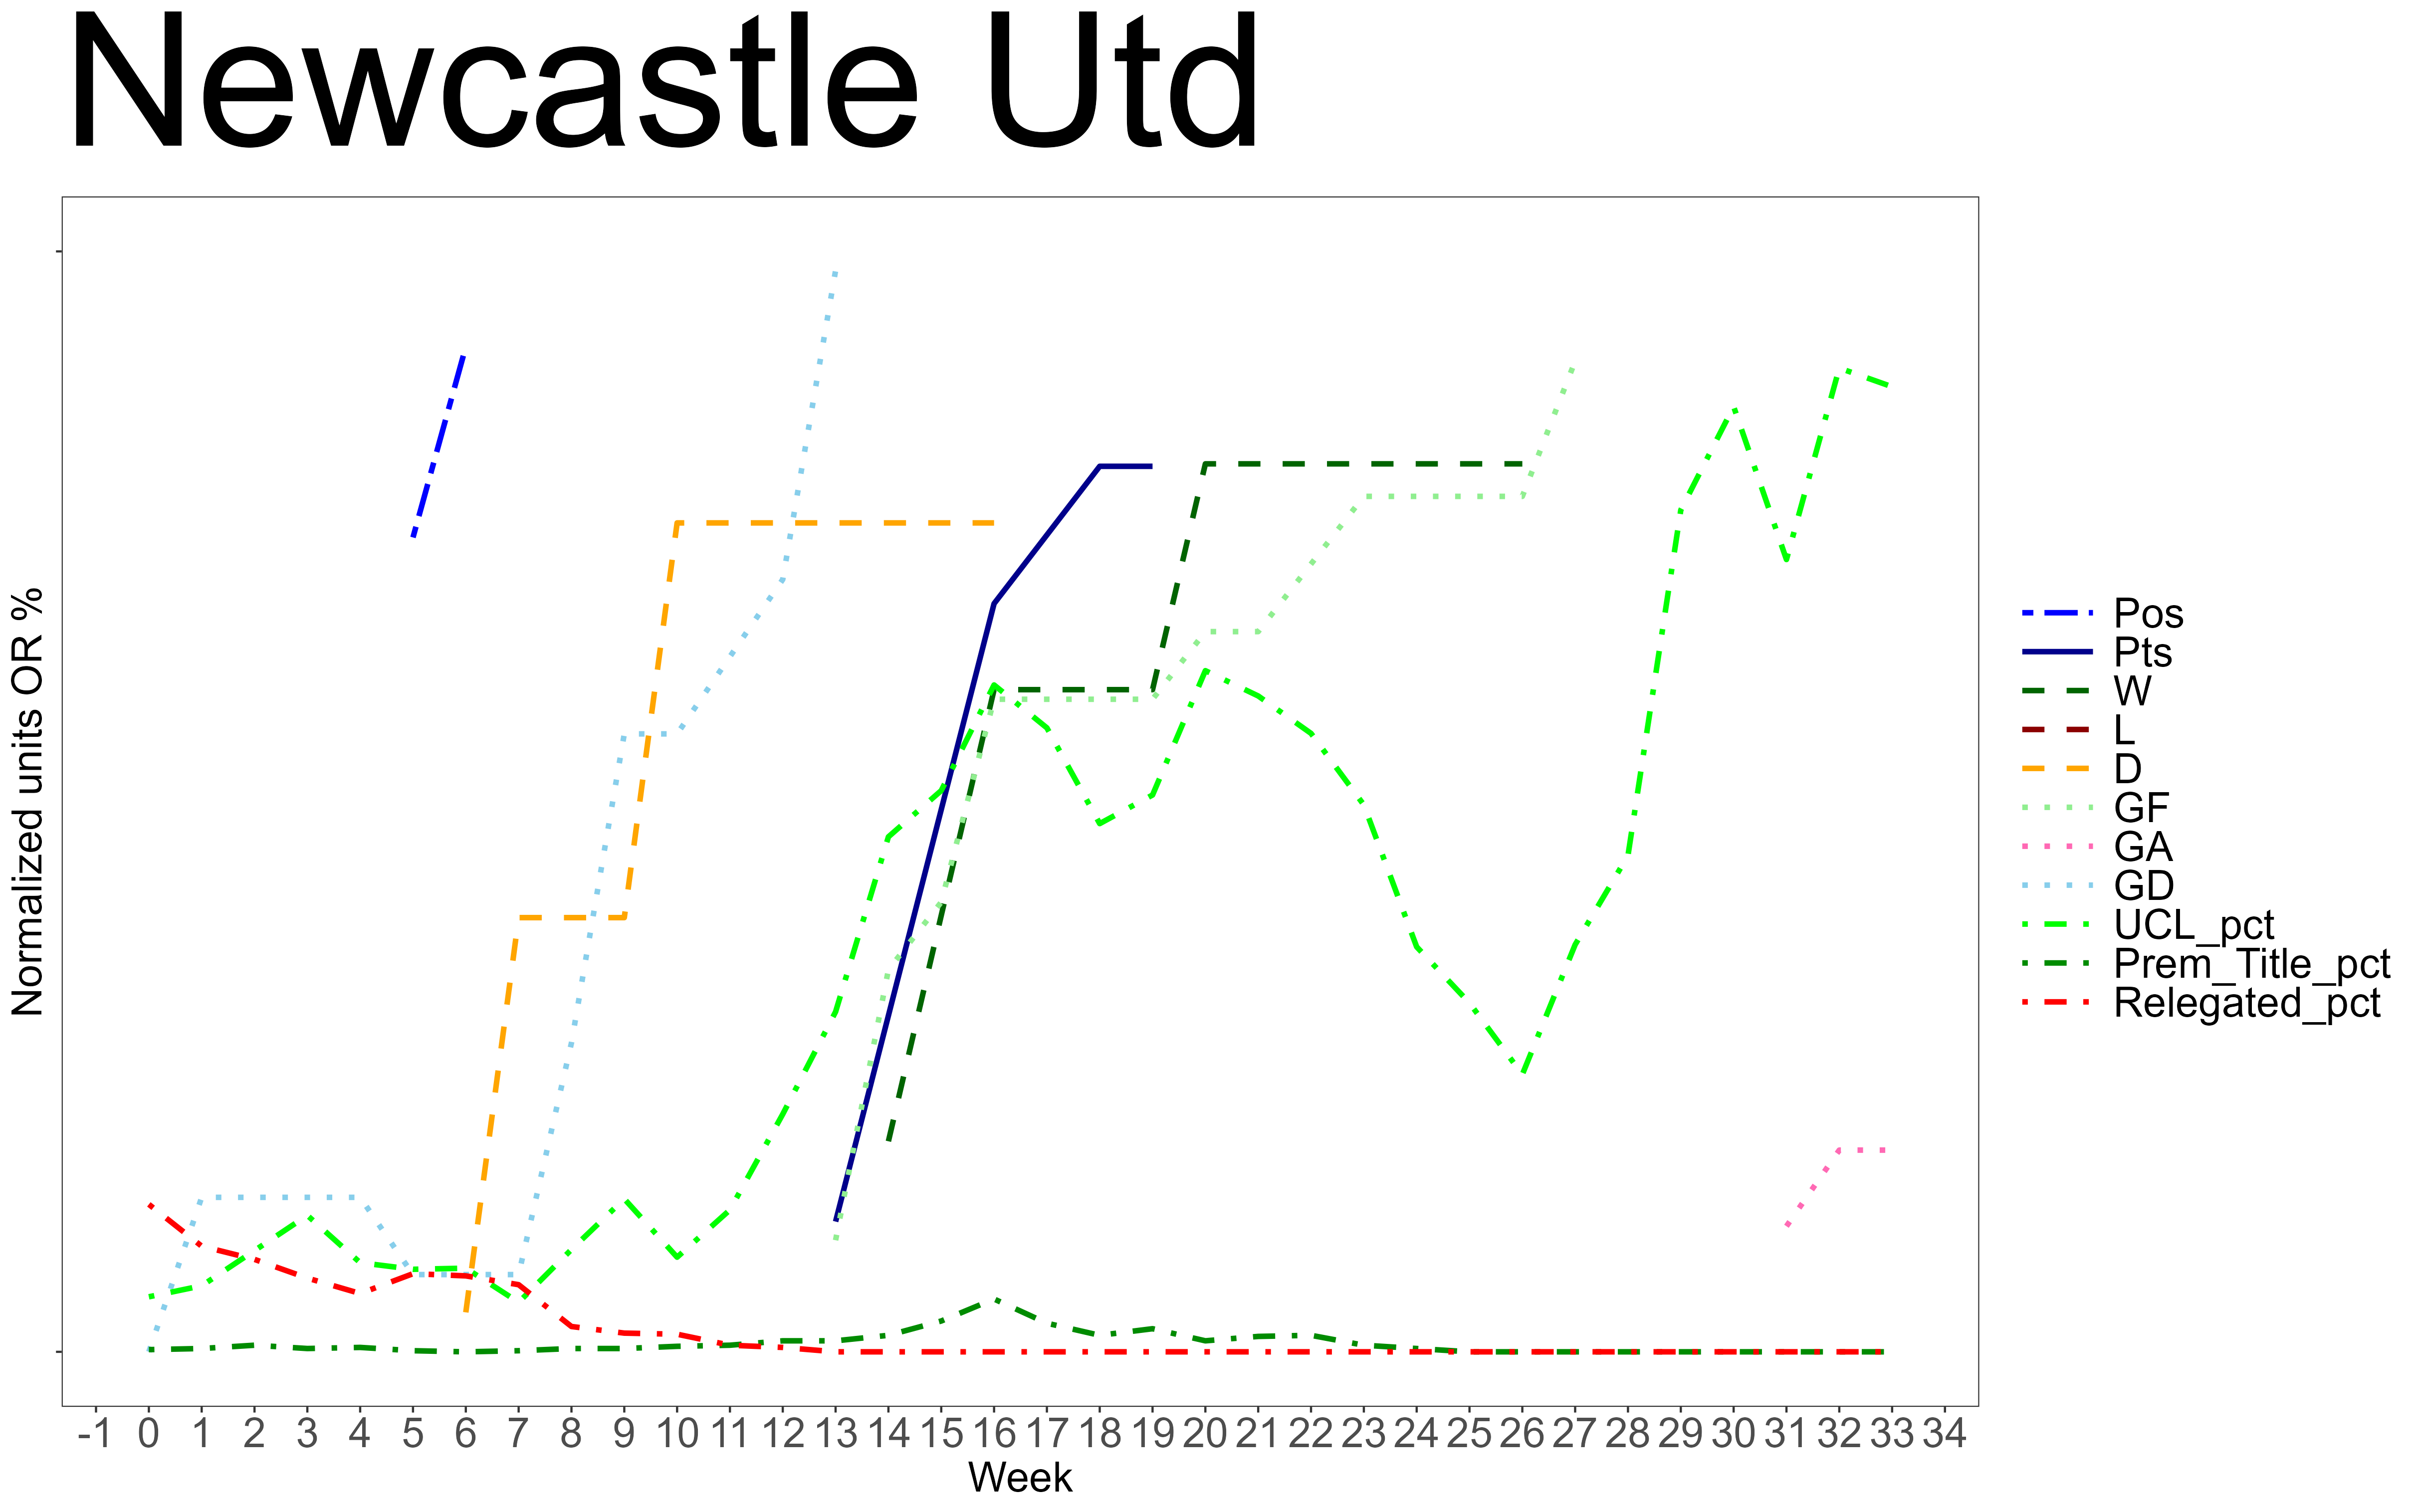 Newcastle Utd
Normalized units OR %
Pos
Pts
W
L
D
GF
GA
GD
UCL_pct
Prem_Title_pct
Relegated_pct
-1 0 1 2 3 4 5 6 7 8 9 10 11 12 13 14 15 16 17 18 19 20 21 22 23 24 25 26 27 28 29 30 31 32 33 34
Week